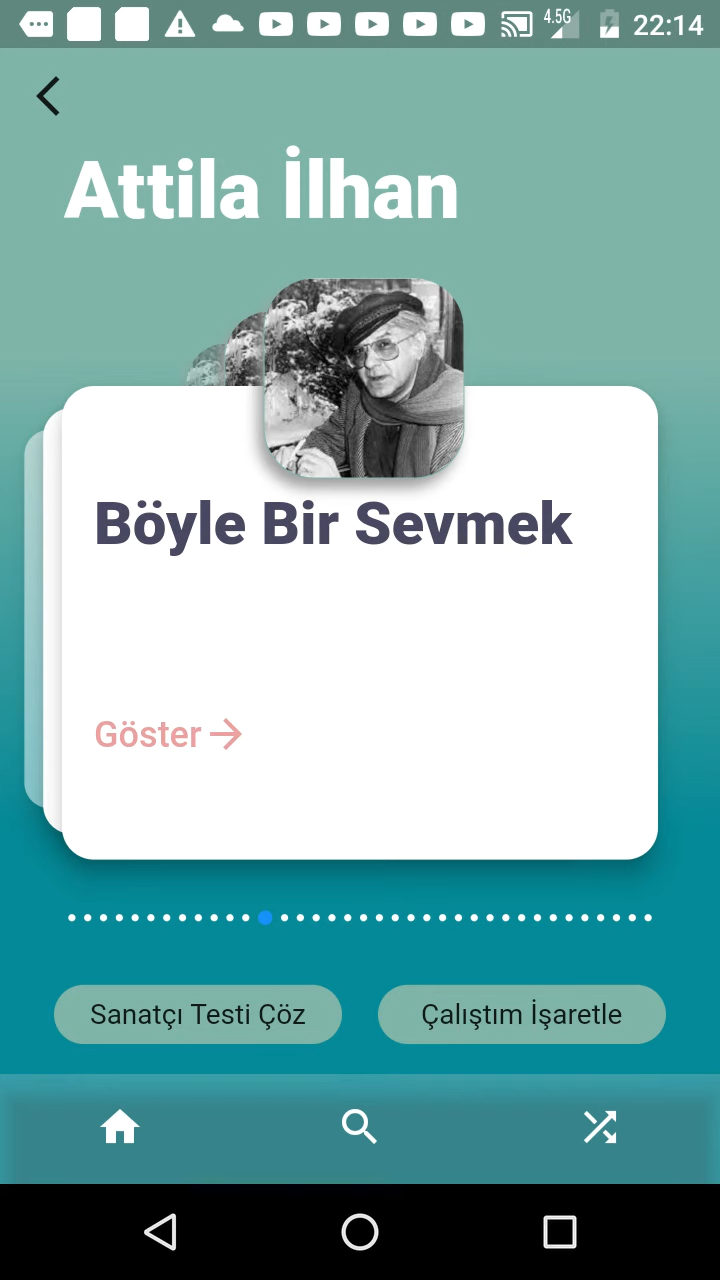 4.5G 22:14
Attila İlhan
Böyle Bir Sevmek
Göster
Sanatçı Testi Çöz Çalıştım İşaretle